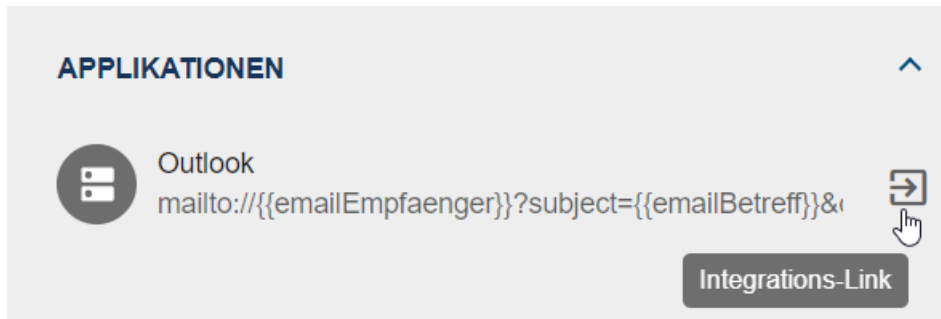 APPLIKATIONEN
Outlook
mailto://{{emailEmpfaenger}}?subject={{emailBetreff}}&
Integrations-Link